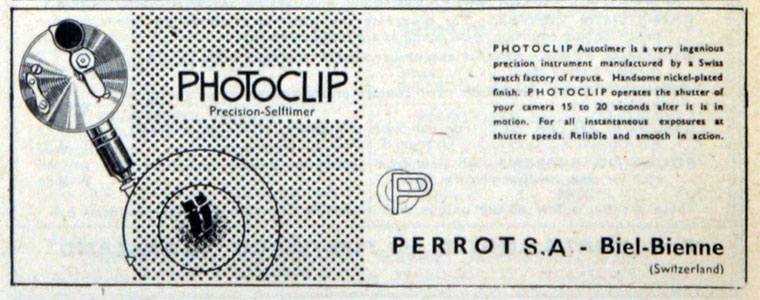 PHOTOCLIP
Precision-Selftimer
PHOTOCLIP Autotimer is a very ingenious
precision instrument manufactured by a Swiss
watch factory of repute. Handsome nickel-plated
finish. PHOTOCLIP operates the shutter of
your camera 15 to 20 seconds after it is in
motion. For all instantaneous exposures at
shutter speeds. Reliable and smooth in action.
P
PERROT S.A - Biel-Bienne
(Switzerland)